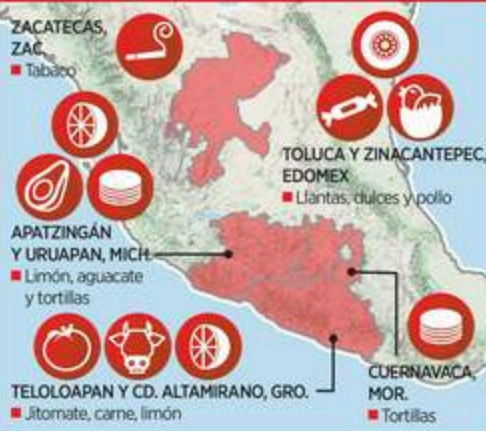 ZACATECAS,
ZAC.
Tabaco
TOLUCA Y ZINACANTEPEC,
EDOMEX
Llantas, dulces y pollo
APATZINGÁN
Y URUAPAN, MICH.
Limón, aguacate
y tortillas
TELOLOAPAN Y CD. ALTAMIRANO, GRO.
Jitomate, carne, limón
CUERNAVACA,
MOR.
Tortillas